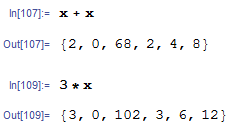 In[107]:= x + x
Out[107]= {2, 0, 68, 2, 4, 8}
In[109]:= 3 * x
Out[109]= {3, 0, 102, 3, 6, 12}